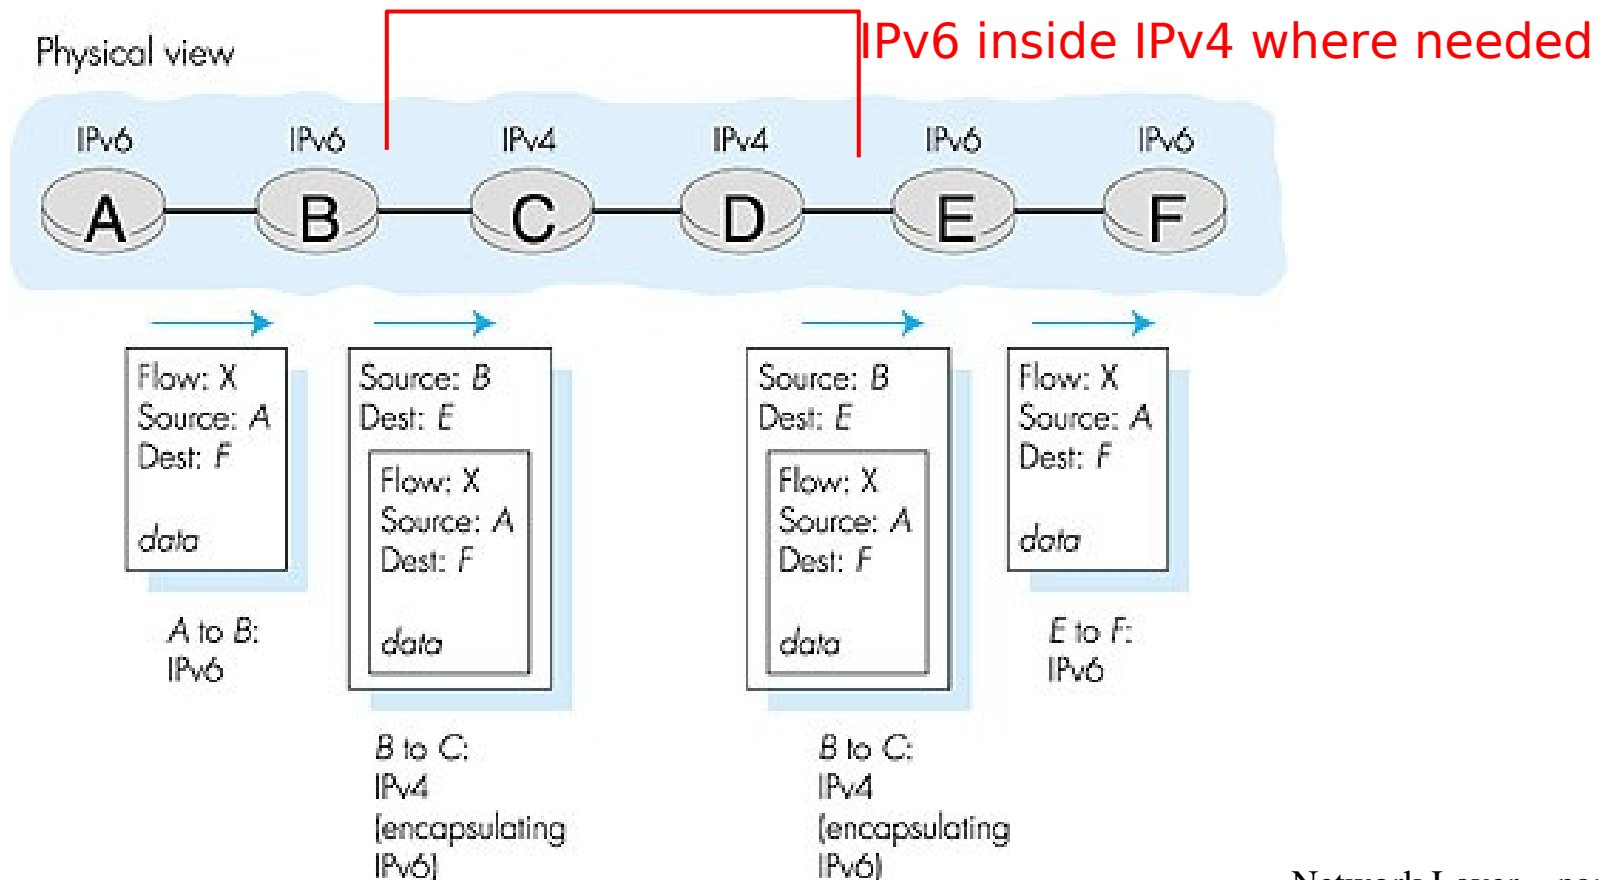 IPv6 inside IPv4 where needed
Physical view
IPv6
IPv6
IPv4
IPv4
IPv6
IPv6
A
B
C
D
E
F
Flow: X
Source: A
Dest: F
data
A to B:
IPv6
Source: B
Dest: E
Flow: X
Source: A
Dest: F
data
B to C:
IPv4
(encapsulating
IPv6)
Source: B
Dest: E
Flow: X
Source: A
Dest: F
data
B to C:
IPv4
(encapsulating
IPv6)
Flow: X
Source: A
Dest: F
data
E to F:
IPv6
Network Layer